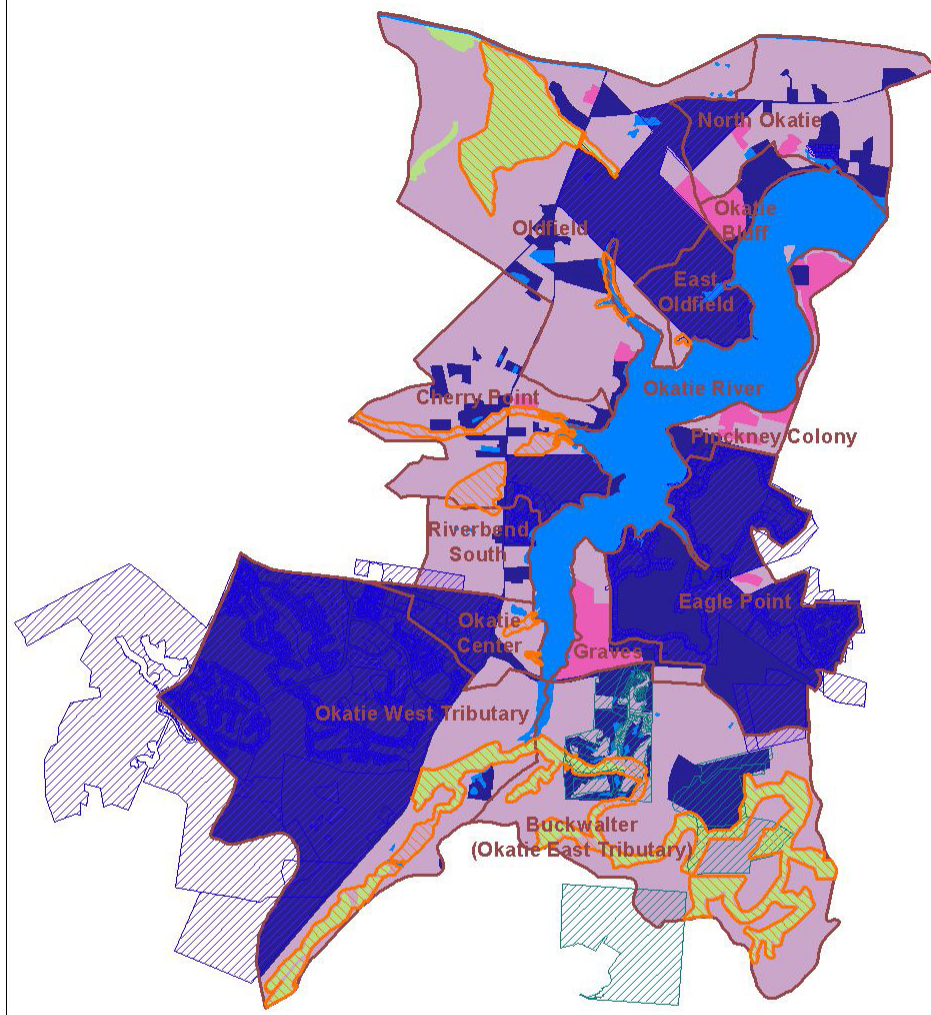 North Okatie
Okatie
Bluff
Oldfield
East
Oldfield
Okatie River
Cherry Point
Pinckney Colony
Riverbend
South
Eagle Point
Okatie
Center
Graves
Okatie West Tributary
Buckwalter
(Okatie East Tributary)